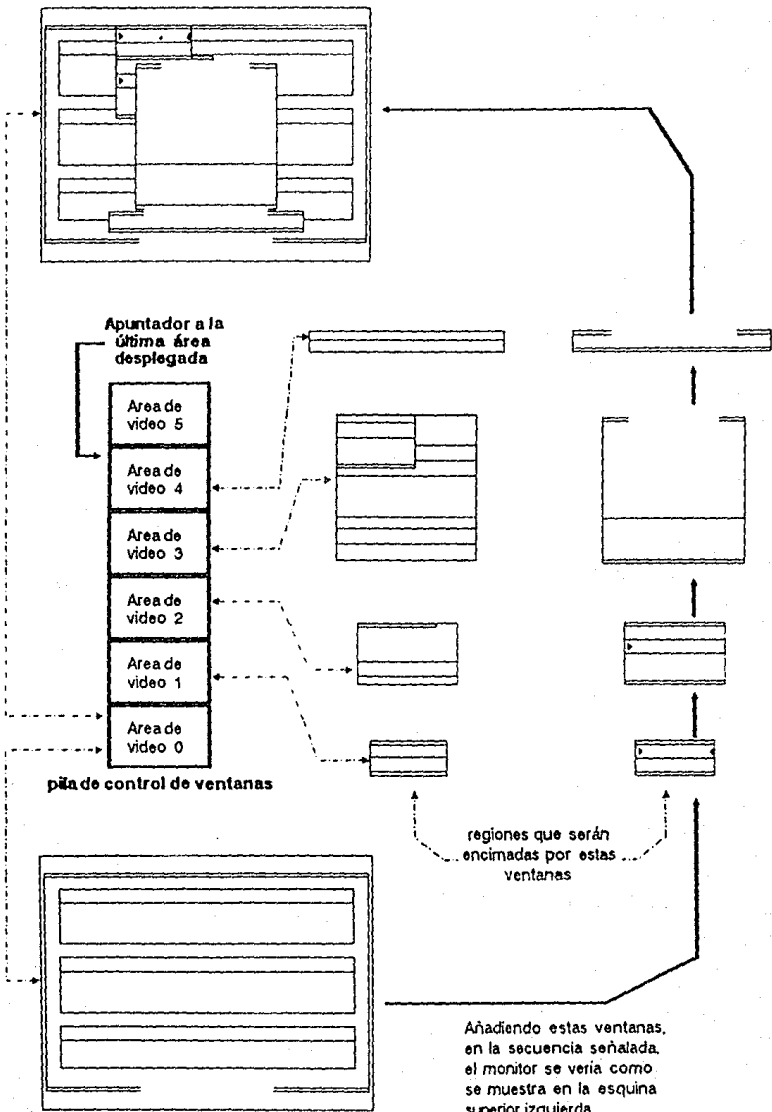 Apuntador a la
última área
desplegada
Area de
video 5
Area de
video 4
Area de
video 3
Area de
video 2
Area de
video 1
Area de
video 0
pila de control de ventanas
regiones que serán
encimadas por estas
ventanas
Añadiendo estas ventanas,
en la secuencia señalada,
el monitor se vería como
se muestra en la esquina
superior izquierda